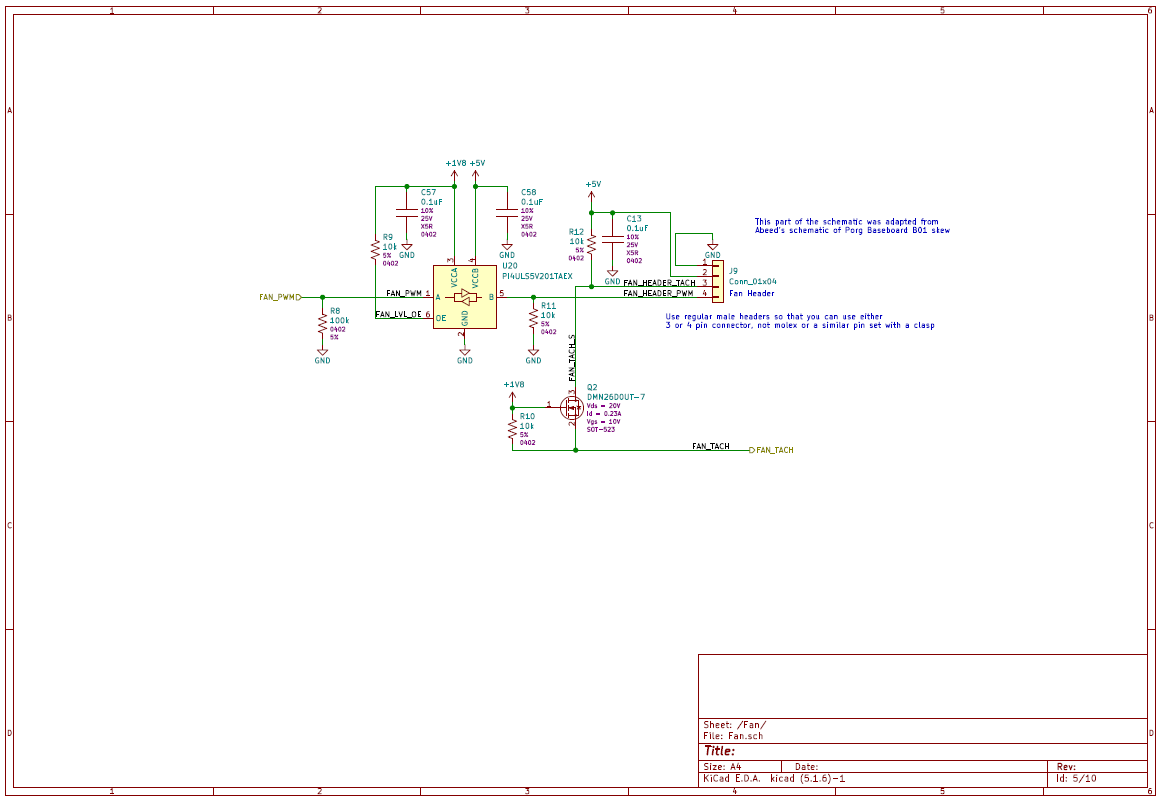 1 2 3 4 5 6
A A
B B
C C
D D
1 2 3 4 5 6
+1V8 +5V
C57
0.1uF
10%
25V
X5R
0402
GND
C58
0.1uF
10%
25V
X5R
0402
GND
R9
10k
5%
0402
U20
PI4ULS5V201TAEX
3 VCCA
4 VCCB
FAN_PWM 1 A
FAN_LVL_OE 6 OE
B 5
GND 2
GND
FAN_PWM
R8
100k
0402
5%
GND
R11
10k
5%
0402
GND
+5V
R12
10k
5%
0402
C13
0.1uF
10%
25V
X5R
0402
GND
This part of the schematic was adapted from
Abeed's schematic of Porg Baseboard B01 skew
GND
1
2
FAN_HEADER_TACH 3
FAN_HEADER_PWM 4
J9
Conn_01x04
Fan Header
Use regular male headers so that you can use either
3 or 4 pin connector, not molex or a similar pin set with a clasp
FAN_TACH_S
+1V8
R10
10k
5%
0402
1
3
2
Q2
DMN26D0UT-7
Vds = 20V
Id = 0.23A
Vgs = 10V
SOT-523
FAN_TACH
FAN_TACH
Sheet: /Fan/
File: Fan.sch
Title:
Size: A4 Date: Rev:
KiCad E.D.A. kicad (5.1.6)-1 Id: 5/10